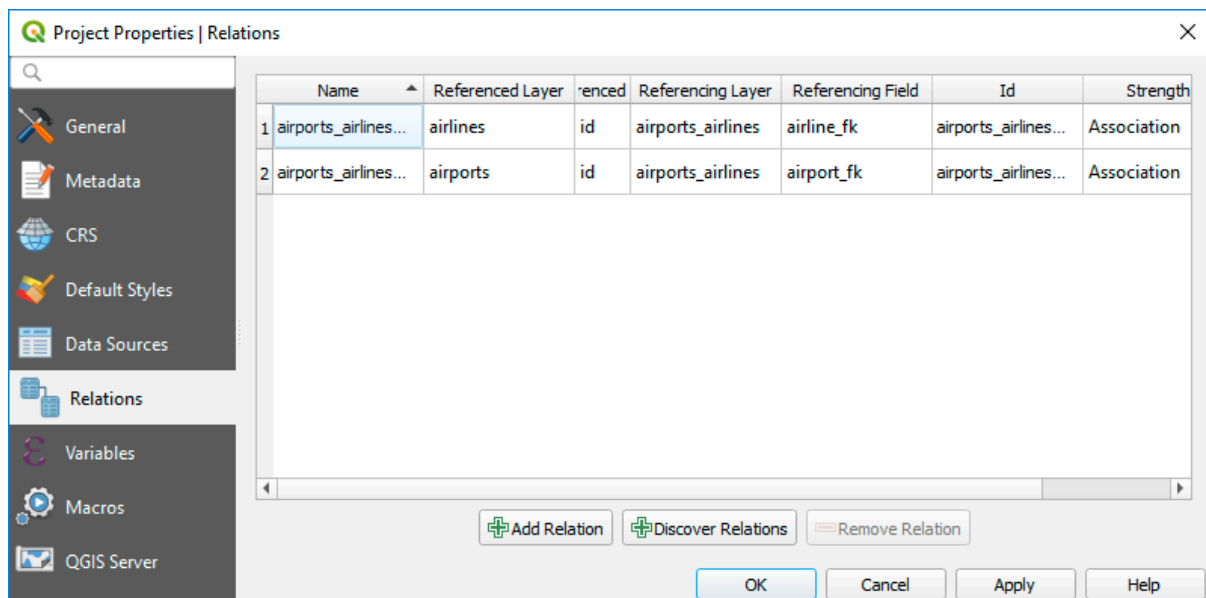 Project Properties | Relations
Name Referenced Layer renced Referencing Layer Referencing Field Id Strength
1 airports_airlines... airlines id airports_airlines airline_fk airports_airlines... Association
2 airports_airlines... airports id airports_airlines airport_fk airports_airlines... Association
General
Metadata
CRS
Default Styles
Data Sources
Relations
Variables
Macros
QGIS Server
Add Relation Discover Relations Remove Relation
OK Cancel Apply Help